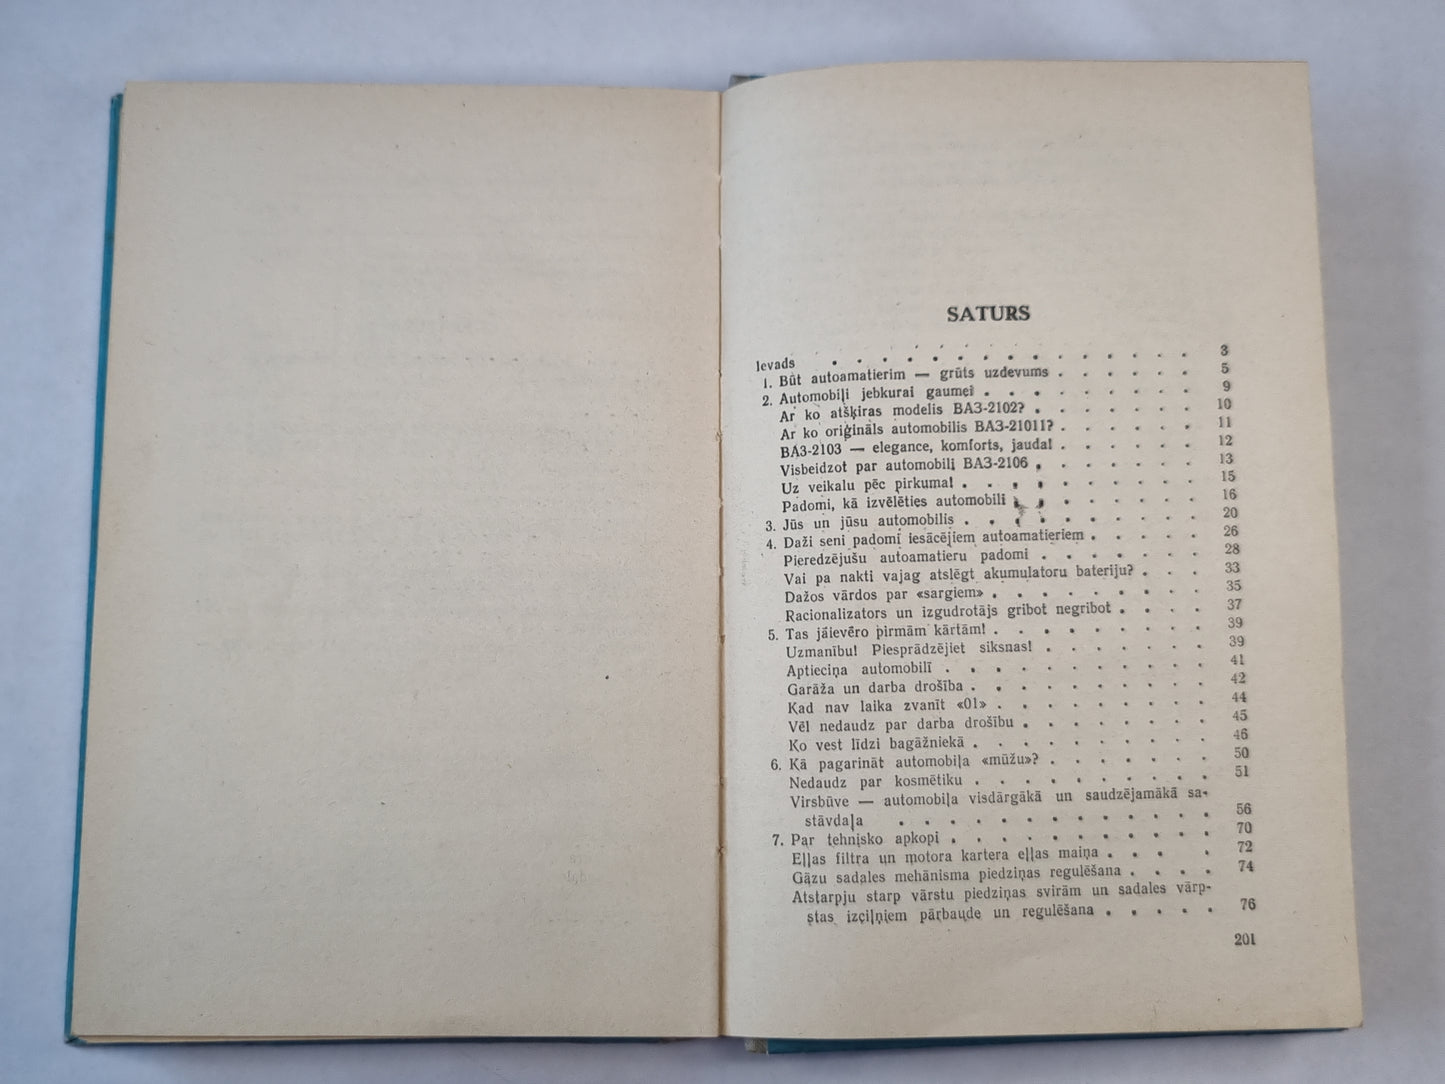 SATURS
Ievads . . . . . . . . . . . . . . . 3
1. Būt autoamatierim — grūts uzdevums . . . . . . 5
2. Automobiļi jebkurai gaumei . . . . . . . . . 9
Ar ko atšķiras modelis ВАЗ-2102? . . . . . . . 10
Ar ko oriģināls automobilis ВАЗ-21011? . . . . . . 11
ВАЗ-2103 — elegance, komforts, jauda! . . . . . . 12
Visbeidzot par automobili ВАЗ-2106 . . . . . . . 13
Uz veikalu pēc pirkuma! . . . . . . . . . . 15
Padomi, kā izvēlēties automobili . . . . . . . . 16
3. Jūs un jūsu automobilis . . . . . . . . . . 20
4. Daži seni padomi iesācējiem autoamatieriem . . . . . 26
Pieredzējušu autoamatieru padomi . . . . . . . 28
Vai pa nakti vajag atslēgt akumulatoru bateriju? . . . 33
Dažos vārdos par «sargiem» . . . . . . . . . 35
Racionalizators un izgudrotājs gribot negribot . . . . 37
5. Tas jāievēro pirmām kārtām! . . . . . . . . . 39
Uzmanību! Piesprādzējiet siksnas! . . . . . . . 39
Aptieciņa automobilī . . . . . . . . . . . 41
Garāža un darba drošība . . . . . . . . . . 42
Kad nav laika zvanīt «01» . . . . . . . . . 44
Vēl nedaudz par darba drošību . . . . . . . . 45
Ko vest līdzi bagāžniekā . . . . . . . . . . 46
6. Kā pagarināt automobiļa «mūžu»? . . . . . . . 50
Nedaudz par kosmētiku . . . . . . . . . . 51
Virsbūve — automobiļa visdārgākā un saudzējamākā sa-
stāvdaļa . . . . . . . . . . . . . 56
7. Par tehnisko apkopi . . . . . . . . . . . 70
Eļļas filtra un motora kartera eļļas maiņa . . . . 72
Gāzu sadales mehānisma piedziņas regulēšana . . . . 74
Atstarpju starp vārstu piedziņas svirām un sadales vārp-
stas izciļņiem pārbaude un regulēšana . . . . . 76
201